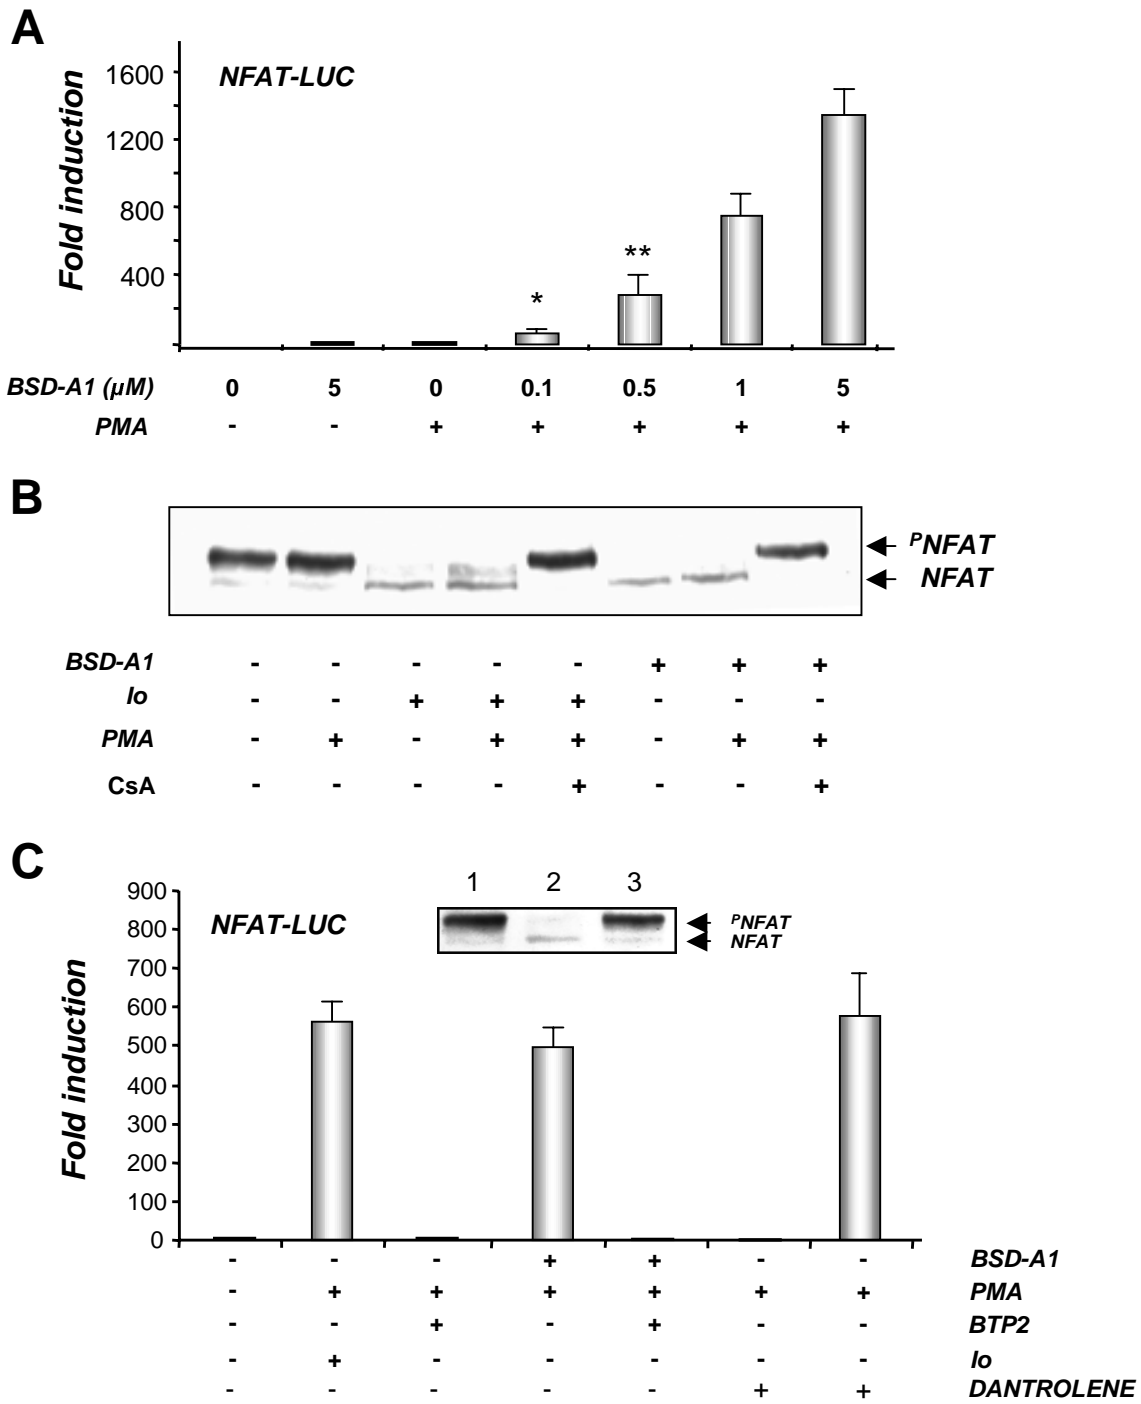 A
NFAT-LUC
Fold induction
1600
1200
800
400
* **
BSD-A1 (µM) 0 5 0 0.1 0.5 1 5
PMA - - + + + + +
B
PNFAT
NFAT
BSD-A1 - - - - - + + +
Io - - + + + - - -
PMA - + - + + - + +
CsA - - - - + - - +
C
NFAT-LUC
Fold induction
900
800
700
600
500
400
300
200
100
0
1 2 3
PNFAT
NFAT
- - - + + - - BSD-A1
- + + + + + + PMA
- - + - + - - BTP2
- + - - - - - Io
- - - - - + + DANTROLENE